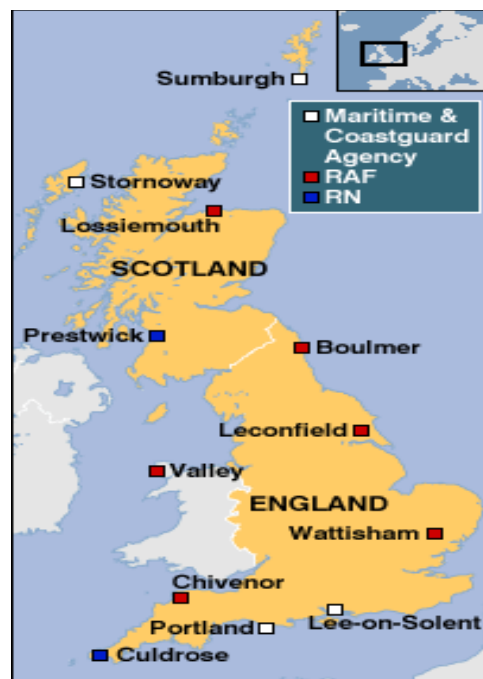 Sumburgh
Maritime &
Coastguard
Agency
RAF
RN
Stornoway
Lossiemouth
SCOTLAND
Prestwick
Boulmer
Leconfield
Valley
ENGLAND
Wattisham
Chivenor
Lee-on-Solent
Portland
Culdrose